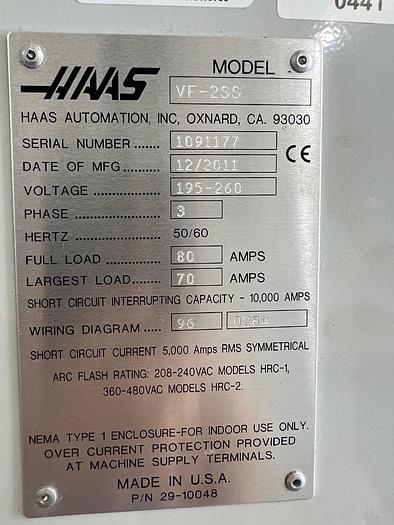 0441
HAAS
MODEL
VF-2SS
HAAS AUTOMATION, INC, OXNARD, CA. 93030
SERIAL NUMBER ....... 1091177
DATE OF MFG ........... 12/2011 CE
VOLTAGE ................. 195-260
PHASE ..................... 3
HERTZ ..................... 50/60
FULL LOAD ............... 80 AMPS
LARGEST LOAD ....... 70 AMPS
SHORT CIRCUIT INTERRUPTING CAPACITY - 10,000 AMPS
WIRING DIAGRAM ..... 96
SHORT CIRCUIT CURRENT 5,000 Amps RMS SYMMETRICAL
ARC FLASH RATING: 208-240VAC MODELS HRC-1,
360-480VAC MODELS HRC-2.
NEMA TYPE 1 ENCLOSURE-FOR INDOOR USE ONLY.
OVER CURRENT PROTECTION PROVIDED
AT MACHINE SUPPLY TERMINALS.
MADE IN U.S.A.
P/N 29-10048